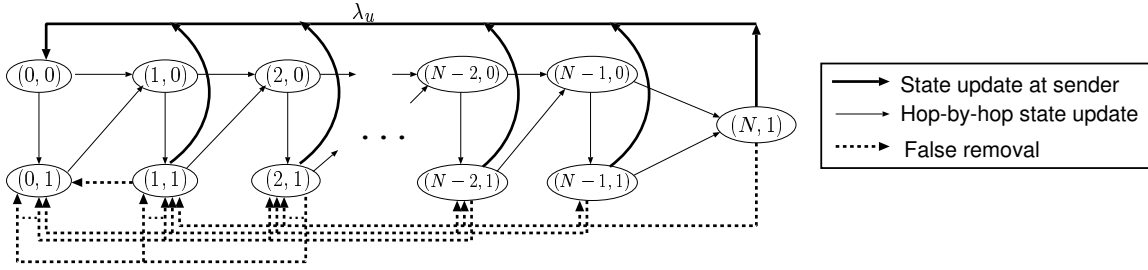 λu
(0, 0) (1, 0) (2, 0) (N − 2, 0) (N − 1, 0)
(N, 1)
· · ·
(0, 1) (1, 1) (2, 1) (N − 2, 1) (N − 1, 1)
State update at sender
Hop-by-hop state update
False removal